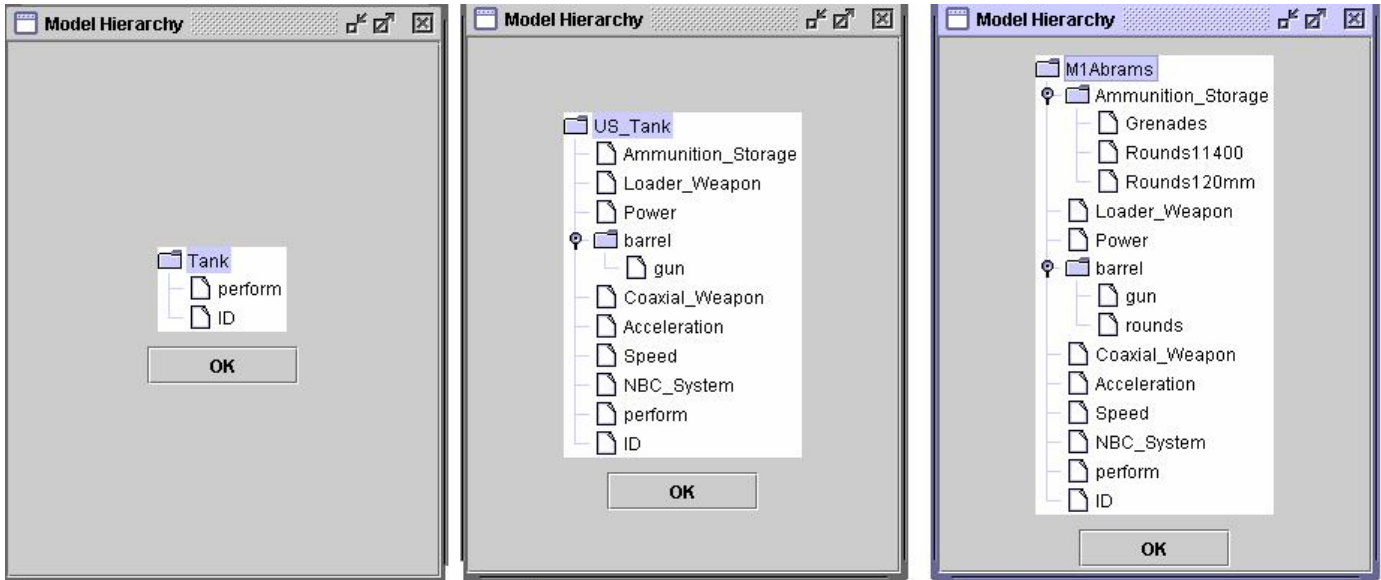 Model Hierarchy
Tank
perform
ID
OK
Model Hierarchy
US_Tank
Ammunition_Storage
Loader_Weapon
Power
barrel
gun
Coaxial_Weapon
Acceleration
Speed
NBC_System
perform
ID
OK
Model Hierarchy
M1Abrams
Ammunition_Storage
Grenades
Rounds11400
Rounds120mm
Loader_Weapon
Power
barrel
gun
rounds
Coaxial_Weapon
Acceleration
Speed
NBC_System
perform
ID
OK